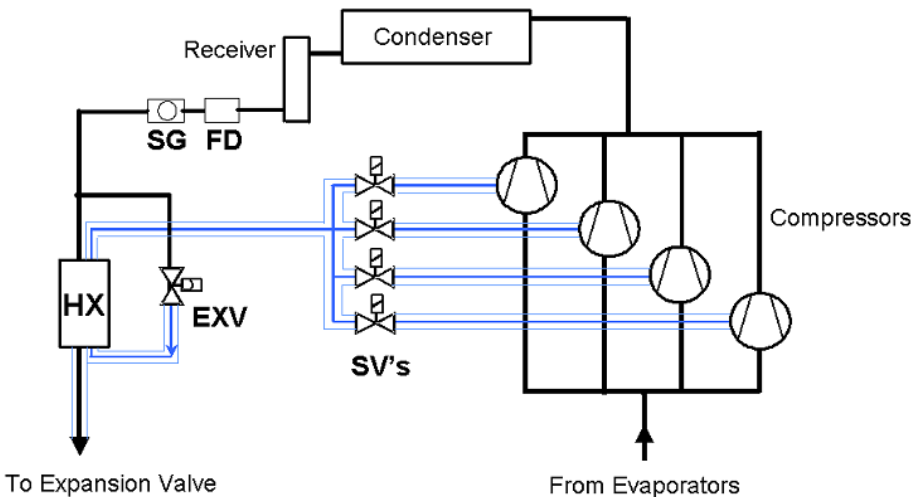 Receiver
Condenser
SG FD
Compressors
HX
EXV
SV's
To Expansion Valve
From Evaporators